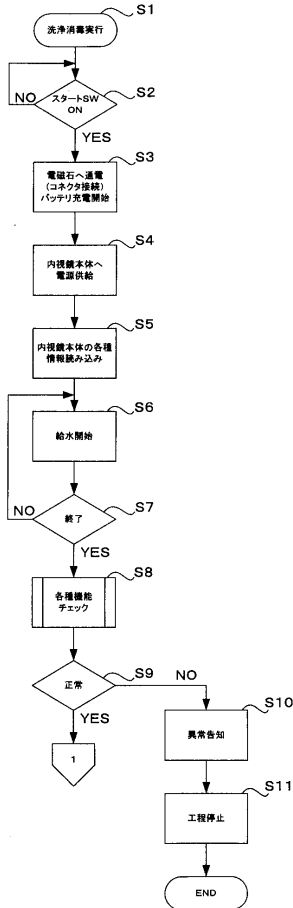 S1
洗浄消毒実行
S2
スタートSW
ON
NO
YES
S3
電磁石へ通電
(コネクタ接続)
バッテリ充電開始
S4
内視鏡本体へ
電源供給
S5
内視鏡本体の各種
情報読み込み
S6
給水開始
S7
終了
NO
YES
S8
各種機能
チェック
S9
正常
NO
YES
1
S10
異常告知
S11
工程停止
END